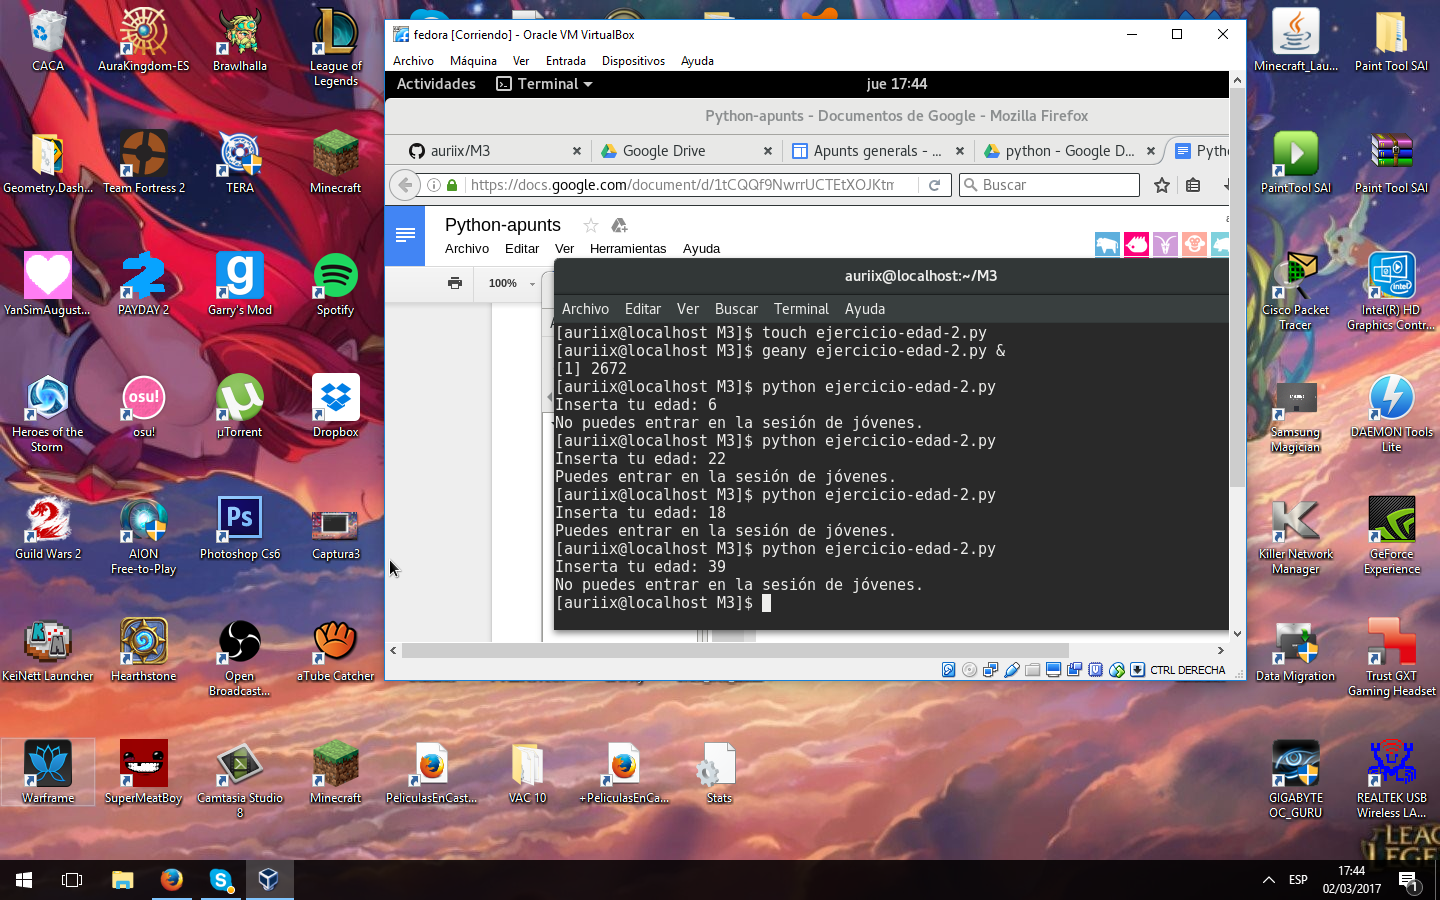 CACA
AuraKingdom-ES
Brawlhalla
League of Legends
Geometry.Dash...
Team Fortress 2
TERA
Minecraft
YanSimAugust...
PAYDAY 2
Garry's Mod
Spotify
Heroes of the Storm
osu!
osu!
µTorrent
Dropbox
Guild Wars 2
AION Free-to-Play
Ps
Photoshop Cs6
Captura3
KeiNett Launcher
Hearthstone
Open Broadcast...
aTube Catcher
Warframe
SuperMeatBoy
Camtasia Studio 8
Minecraft
PeliculasEnCast...
VAC 10
+PeliculasEnCa...
Stats
fedora [Corriendo] - Oracle VM VirtualBox
Archivo Máquina Ver Entrada Dispositivos Ayuda
Actividades Terminal jue 17:44
Python-apunts - Documentos de Google - Mozilla Firefox
auriix/M3 Google Drive Apunts generals - ... python - Google D...
https://docs.google.com/document/d/1tCQQf9NwrrUCTEtXOJKtm Buscar
Python-apunts
Archivo Editar Ver Herramientas Ayuda
100%
auriix@localhost:~/M3
Archivo Editar Ver Buscar Terminal Ayuda
[auriix@localhost M3]$ touch ejercicio-edad-2.py
[auriix@localhost M3]$ geany ejercicio-edad-2.py &
[1] 2672
[auriix@localhost M3]$ python ejercicio-edad-2.py
Inserta tu edad: 6
No puedes entrar en la sesión de jóvenes.
[auriix@localhost M3]$ python ejercicio-edad-2.py
Inserta tu edad: 22
Puedes entrar en la sesión de jóvenes.
[auriix@localhost M3]$ python ejercicio-edad-2.py
Inserta tu edad: 18
Puedes entrar en la sesión de jóvenes.
[auriix@localhost M3]$ python ejercicio-edad-2.py
Inserta tu edad: 39
No puedes entrar en la sesión de jóvenes.
[auriix@localhost M3]$
CTRL DERECHA
Minecraft_Lau...
Paint Tool SAI
PaintTool SAI
Paint Tool SAI
Cisco Packet Tracer
Intel(R) HD Graphics Contr...
Samsung Magician
DAEMON Tools Lite
Killer Network Manager
GeForce Experience
Data Migration
Trust GXT Gaming Headset
GIGABYTE OC_GURU
REALTEK USB Wireless LA...
ESP
17:44
02/03/2017
1